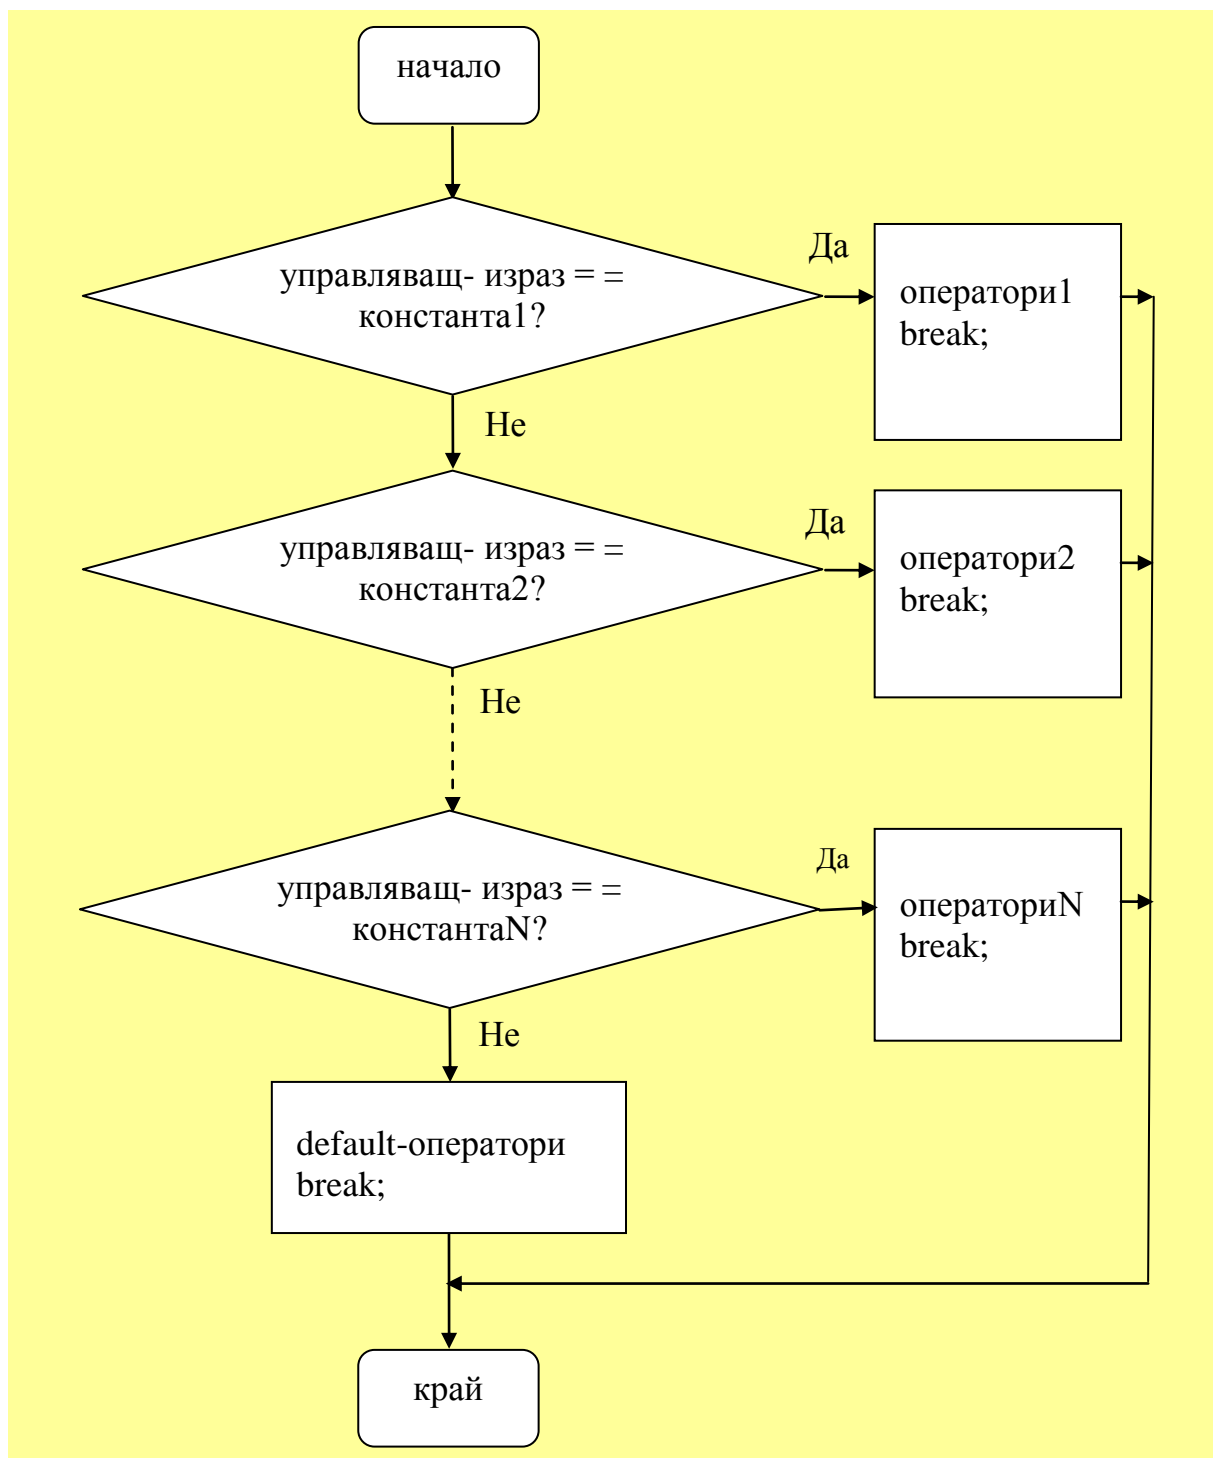 начало
управляващ- израз = =
константа1?
Да
оператори1
break;
Не
управляващ- израз = =
константа2?
Да
оператори2
break;
Не
управляващ- израз = =
константаN?
Да
операториN
break;
Не
default-оператори
break;
край